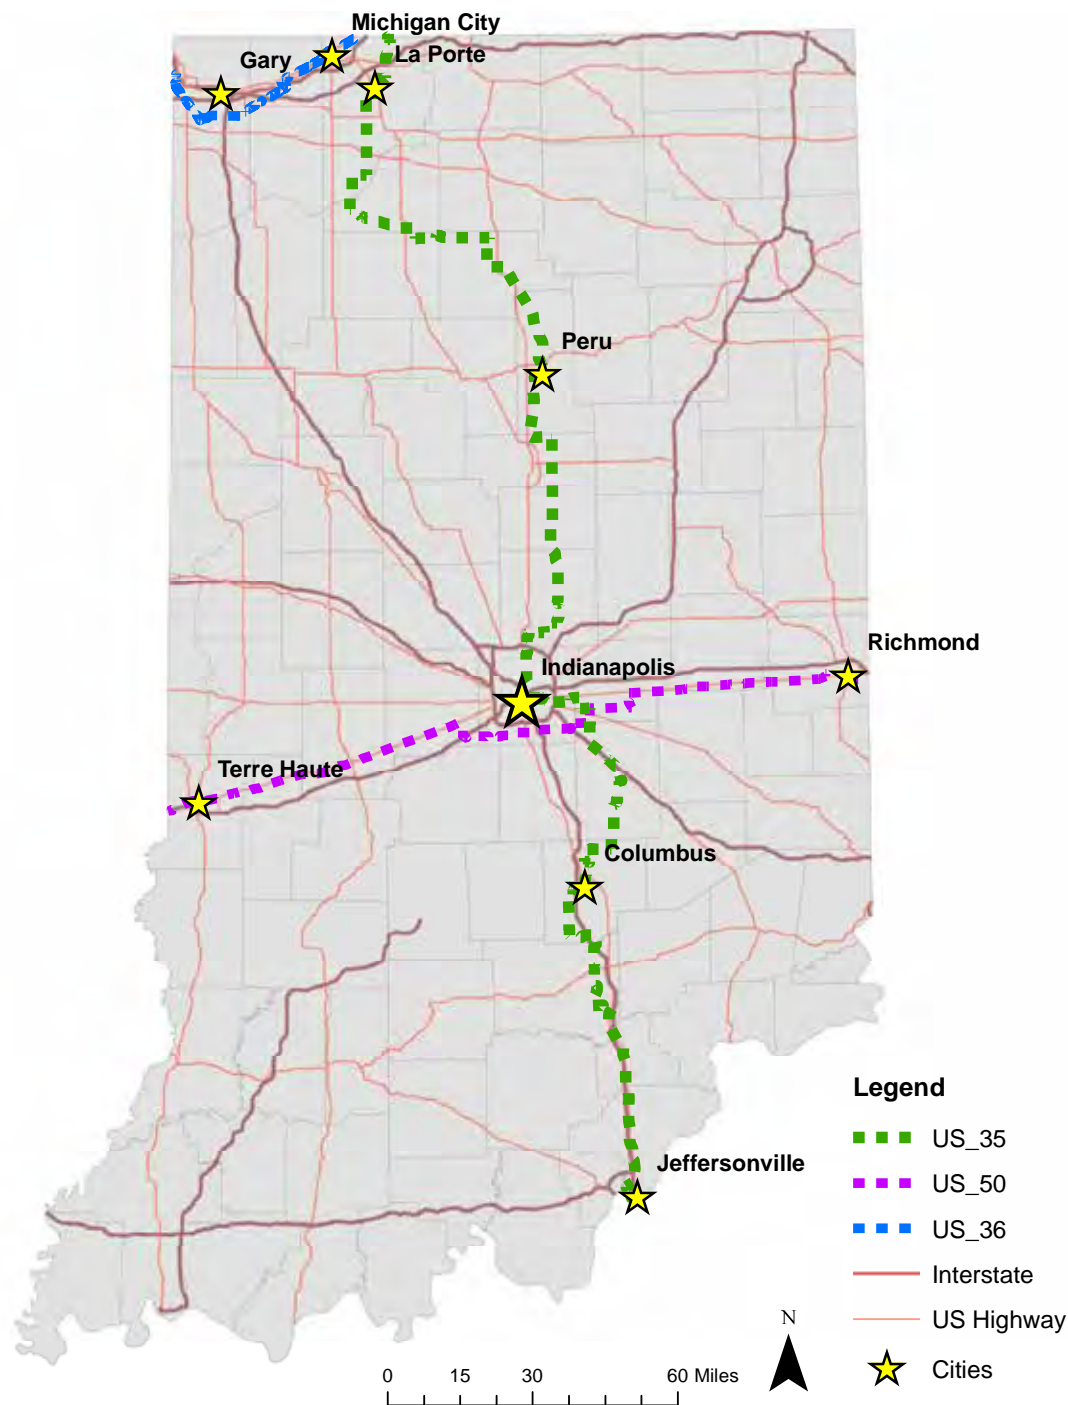 Michigan City
Gary
La Porte
Peru
Richmond
Indianapolis
Terre Haute
Columbus
Jeffersonville
Legend
US_35
US_50
US_36
Interstate
US Highway
Cities
N
0 15 30 60 Miles